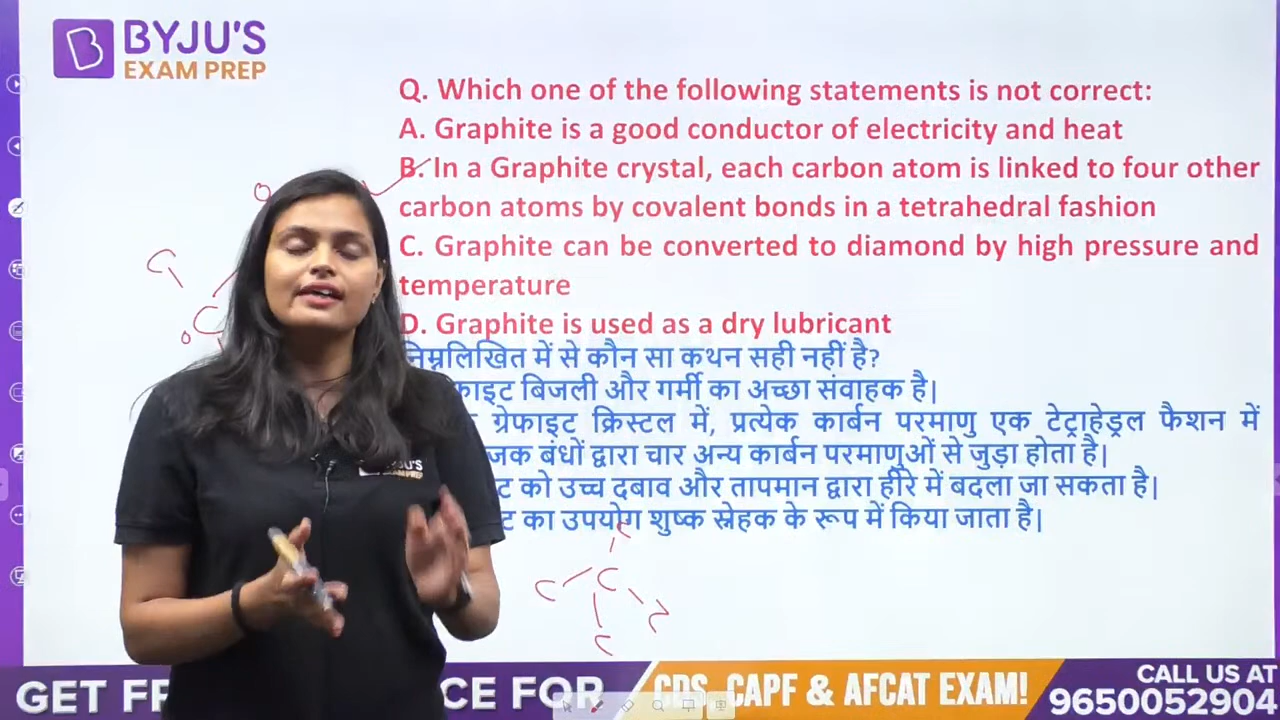 BYJU'S
EXAM PREP
Q. Which one of the following statements is not correct:
A. Graphite is a good conductor of electricity and heat
B. In a Graphite crystal, each carbon atom is linked to four other
carbon atoms by covalent bonds in a tetrahedral fashion
C. Graphite can be converted to diamond by high pressure and
temperature
D. Graphite is used as a dry lubricant
निम्नलिखित में से कौन सा कथन सही नहीं है?
बिजली और गर्मी का अच्छा संवाहक है|
ग्रेफाइट क्रिस्टल में, प्रत्येक कार्बन परमाणु एक टेट्राहेड्रल फैशन में
बंधों द्वारा चार अन्य कार्बन परमाणुओं से जुड़ा होता है|
को उच्च दबाव और तापमान द्वारा हीरे में बदला जा सकता है|
का उपयोग शुष्क स्नेहक के रूप में किया जाता है|
C
C
C
C
C
BYJU'S
EXAM PREP
GET FOR
CDS, CAPF & AFCAT EXAM!
CALL US AT
9650052904